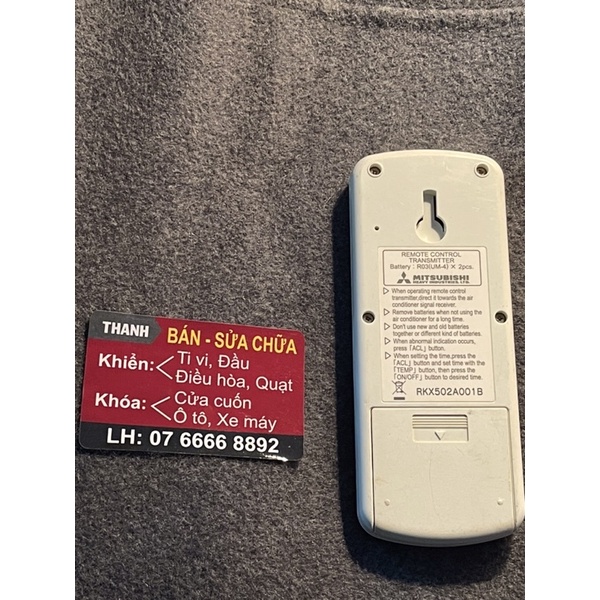 THANH
BÁN - SỬA CHỮA
Khiển:
Ti vi, Đầu
Điều hòa, Quạt
Khóa:
Cửa cuốn
Ô tô, Xe máy
LH: 07 6666 8892
REMOTE CONTROL
TRANSMITTER
Battery : R03(UM-4) × 2pcs.
MITSUBISHI
HEAVY INDUSTRIES, LTD.
When operating remote control
transmitter,direct it towards the air
conditioner signal receiver.
Remove batteries when not using the
air conditioner for a long time.
Don't use new and old batteries
together or different kind of batteries.
When abnormal indication occurs,
press「ACL」button.
When setting the time,press the
「ACL」button and set time with the
「TEMP」button, then press the
「ON/OFF」button to desired time.
RKX502A001B